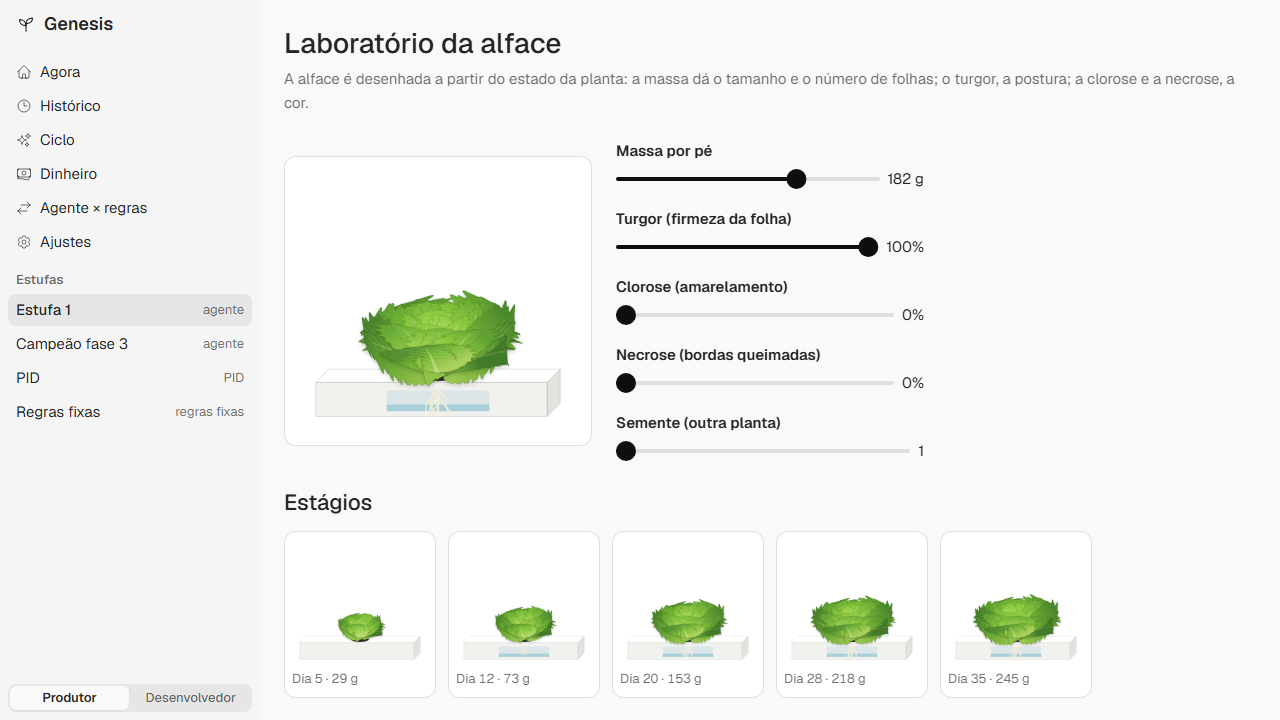 Genesis
Agora
Histórico
Ciclo
Dinheiro
Agente × regras
Ajustes
Estufas
Estufa 1 agente
Campeão fase 3 agente
PID PID
Regras fixas regras fixas
Produtor Desenvolvedor
Laboratório da alface
A alface é desenhada a partir do estado da planta: a massa dá o tamanho e o número de folhas; o turgor, a postura; a clorose e a necrose, a
cor.
Massa por pé
182 g
Turgor (firmeza da folha)
100%
Clorose (amarelamento)
0%
Necrose (bordas queimadas)
0%
Semente (outra planta)
1
Estágios
Dia 5 · 29 g
Dia 12 · 73 g
Dia 20 · 153 g
Dia 28 · 218 g
Dia 35 · 245 g